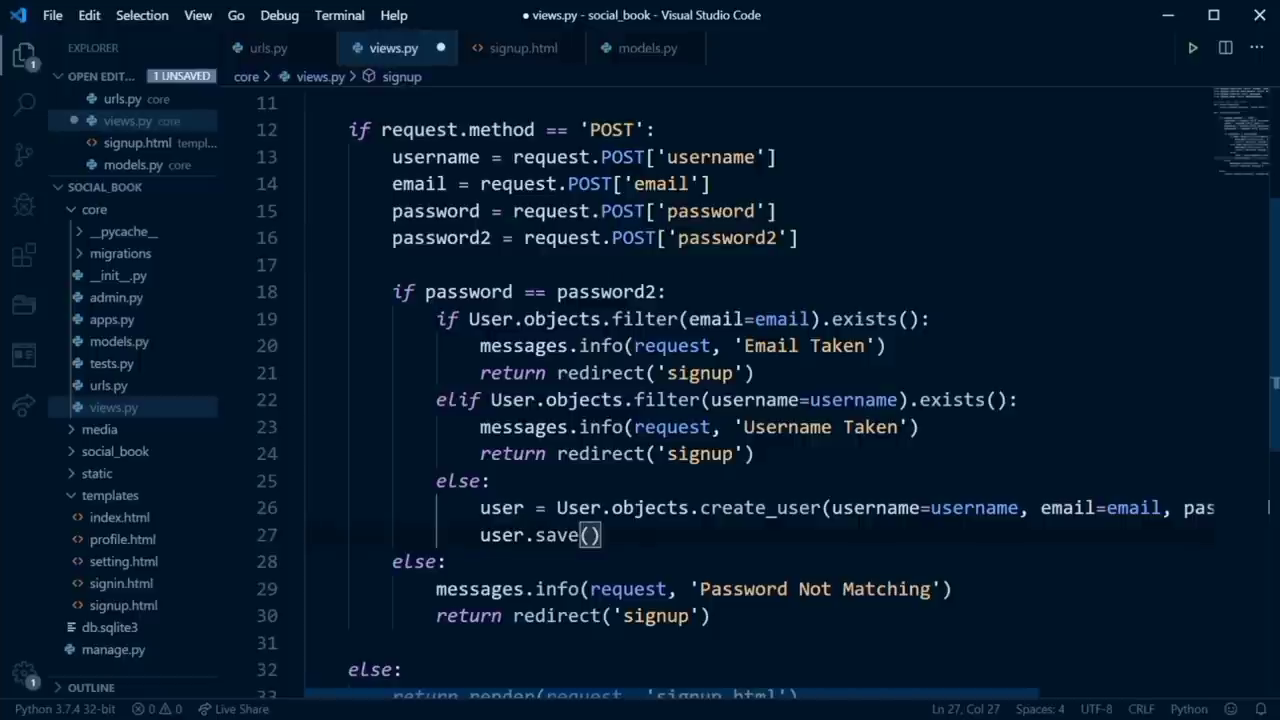 File Edit Selection View Go Debug Terminal Help ● views.py - social_book - Visual Studio Code
EXPLORER urls.py views.py signup.html models.py
OPEN EDIT... 1 UNSAVED core > views.py > signup
urls.py core
views.py core
signup.html templ...
models.py core
SOCIAL_BOOK
core
__pycache__
migrations
__init__.py
admin.py
apps.py
models.py
tests.py
urls.py
views.py
media
social_book
static
templates
index.html
profile.html
setting.html
signin.html
signup.html
db.sqlite3
manage.py
OUTLINE
1
1
11
12 if request.method == 'POST':
13 username = request.POST['username']
14 email = request.POST['email']
15 password = request.POST['password']
16 password2 = request.POST['password2']
17
18 if password == password2:
19 if User.objects.filter(email=email).exists():
20 messages.info(request, 'Email Taken')
21 return redirect('signup')
22 elif User.objects.filter(username=username).exists():
23 messages.info(request, 'Username Taken')
24 return redirect('signup')
25 else:
26 user = User.objects.create_user(username=username, email=email, pas
27 user.save()
28 else:
29 messages.info(request, 'Password Not Matching')
30 return redirect('signup')
31
32 else:
33 return render(request, 'signup.html')
Python 3.7.4 32-bit 0 0 Live Share Ln 27, Col 27 Spaces: 4 UTF-8 CRLF Python